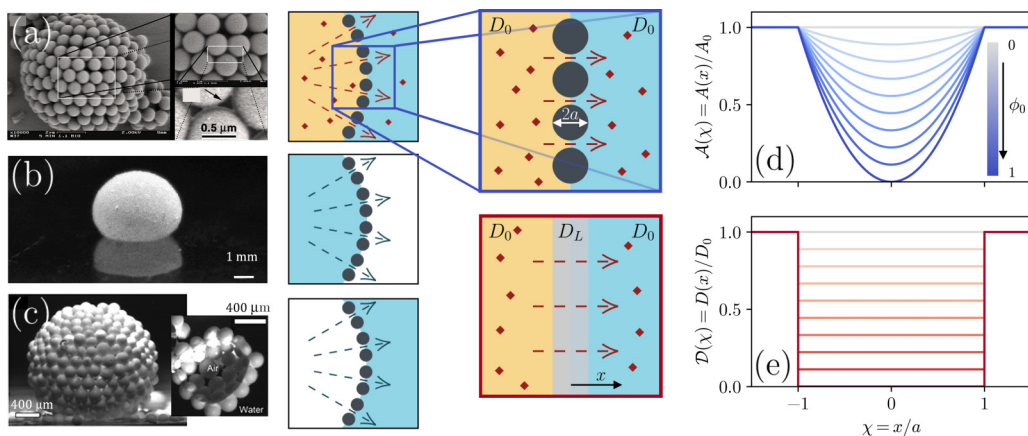 (a)
0.5 µm
(b)
1 mm
(c)
400 µm
400 µm
Air
Water
D₀
D₀
2a
D₀
D_L
D₀
x
𝒜(χ) = A(x)/A₀
1.0
0.5
0.0
(d)
0
ϕ₀
1
𝒟(χ) = D(x)/D₀
1.0
0.5
0.0
(e)
−1
0
1
χ = x/a